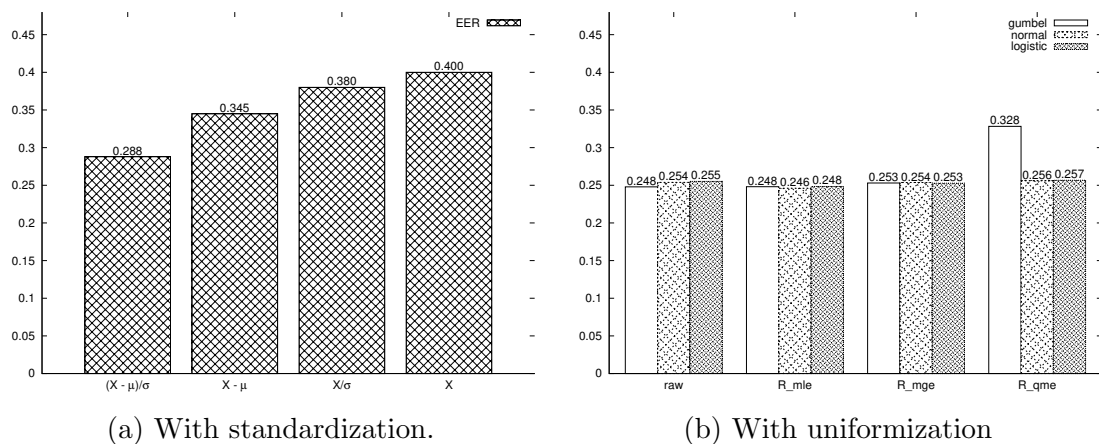 EER
0.45
0.4
0.35
0.3
0.25
0.2
0.15
0.1
0.05
0
0.288
0.345
0.380
0.400
(X - μ)/σ
X - μ
X/σ
X
(a) With standardization.
gumbel
normal
logistic
0.45
0.4
0.35
0.3
0.25
0.2
0.15
0.1
0.05
0
0.248 0.254 0.255
0.248 0.246 0.248
0.253 0.254 0.253
0.328
0.256 0.257
raw
R_mle
R_mge
R_qme
(b) With uniformization